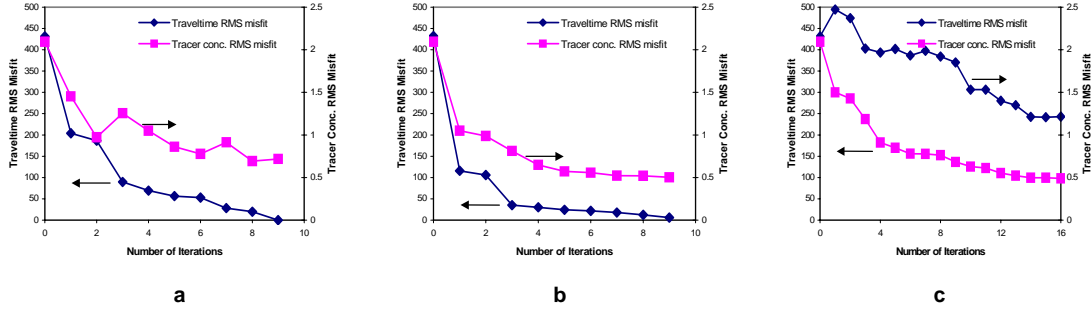 500
450
400
350
300
250
200
150
100
50
0
Traveltime RMS Misfit
Traveltime RMS misfit
Tracer conc. RMS misfit
2.5
2
1.5
1
0.5
0
Tracer Conc. RMS Misfit
0 2 4 6 8 10
Number of Iterations
a
500
450
400
350
300
250
200
150
100
50
0
Traveltime RMS Misfit
Traveltime RMS misfit
Tracer conc. RMS misfit
2.5
2
1.5
1
0.5
0
Tracer Conc. RMS Misfit
0 2 4 6 8 10
Number of Iterations
b
500
450
400
350
300
250
200
150
100
50
0
Traveltime RMS Misfit
Traveltime RMS misfit
Tracer conc. RMS misfit
2.5
2
1.5
1
0.5
0
Tracer Conc. RMS Misfit
0 4 8 12 16
Number of Iterations
c